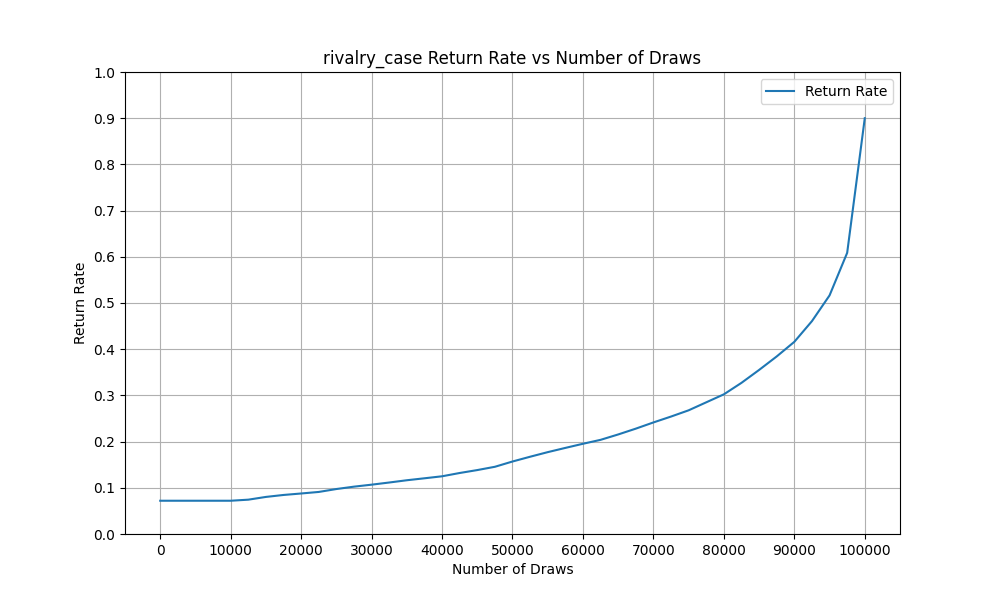 rivalry_case Return Rate vs Number of Draws
Return Rate
1.0
0.9
0.8
0.7
0.6
0.5
0.4
0.3
0.2
0.1
0.0
Return Rate
0 10000 20000 30000 40000 50000 60000 70000 80000 90000 100000
Number of Draws